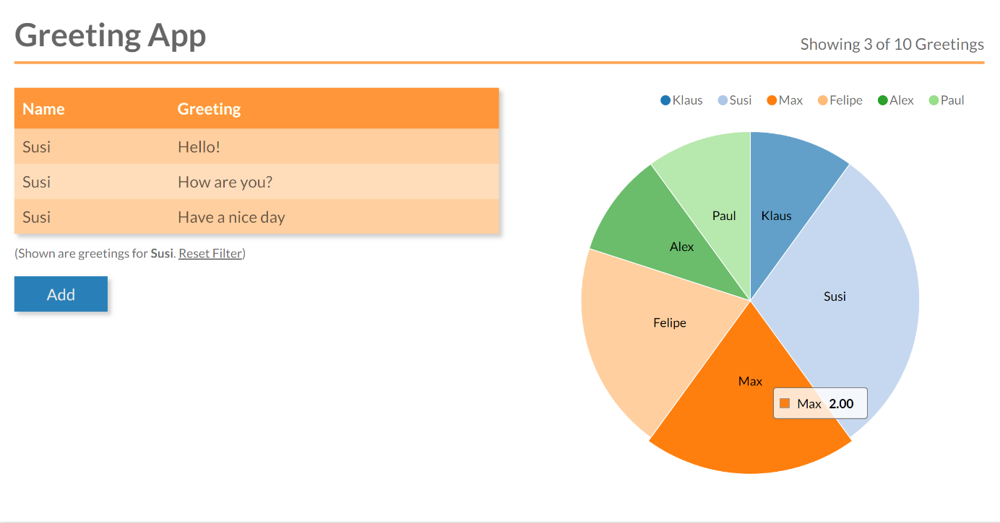 Greeting App
Showing 3 of 10 Greetings
Name Greeting
Susi Hello!
Susi How are you?
Susi Have a nice day
(Shown are greetings for Susi. Reset Filter)
Add
Klaus Susi Max Felipe Alex Paul
Paul Klaus
Alex
Susi
Felipe
Max
Max 2.00